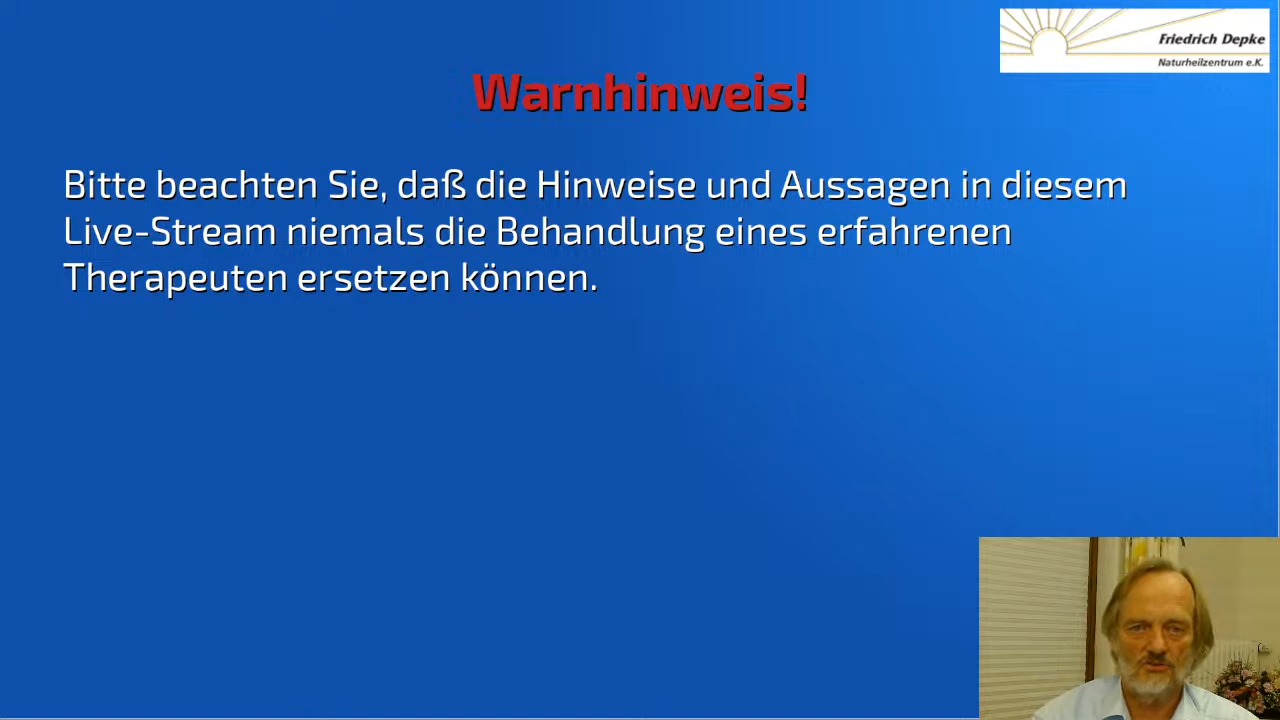 Friedrich Depke
Naturheilzentrum e.K.
Warnhinweis!
Bitte beachten Sie, daß die Hinweise und Aussagen in diesem
Live-Stream niemals die Behandlung eines erfahrenen
Therapeuten ersetzen können.